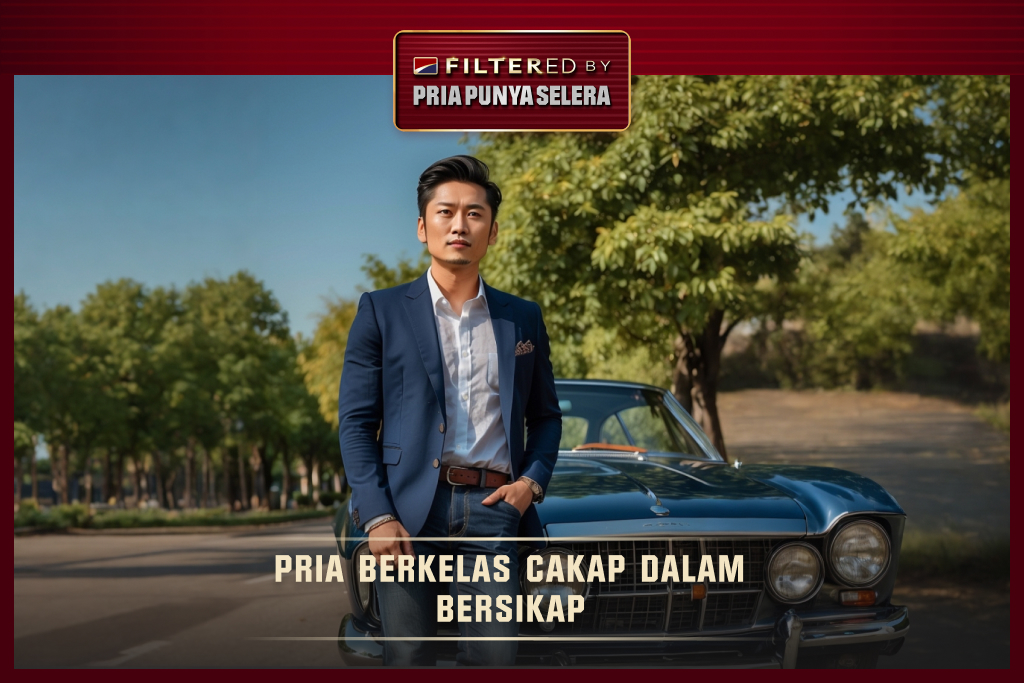 FILTERED BY
PRIA PUNYA SELERA
PRIA BERKELAS CAKAP DALAM
BERSIKAP